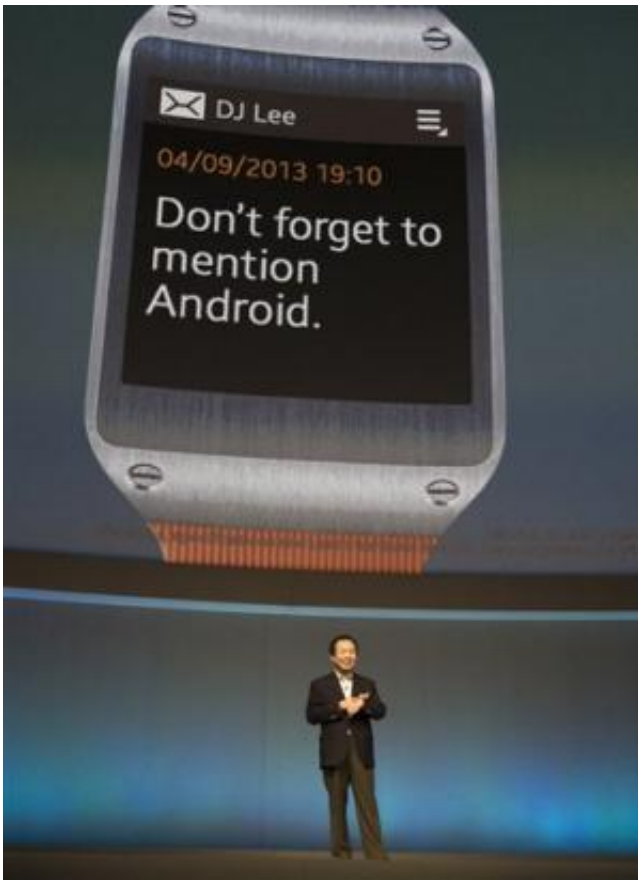 DJ Lee
04/09/2013 19:10
Don't forget to
mention
Android.